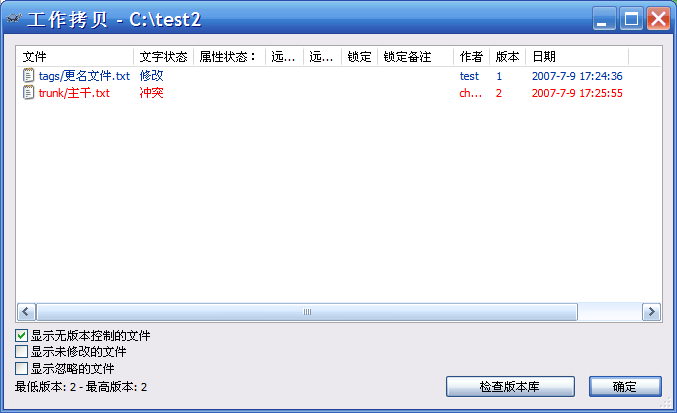 工作拷贝 - C:\test2
文件 文字状态 属性状态： 远... 远... 锁定 锁定备注 作者 版本 日期
tags/更名文件.txt 修改 test 1 2007-7-9 17:24:36
trunk/主干.txt 冲突 ch... 2 2007-7-9 17:25:55
显示无版本控制的文件
显示未修改的文件
显示忽略的文件
最低版本: 2 - 最高版本: 2
检查版本库 确定